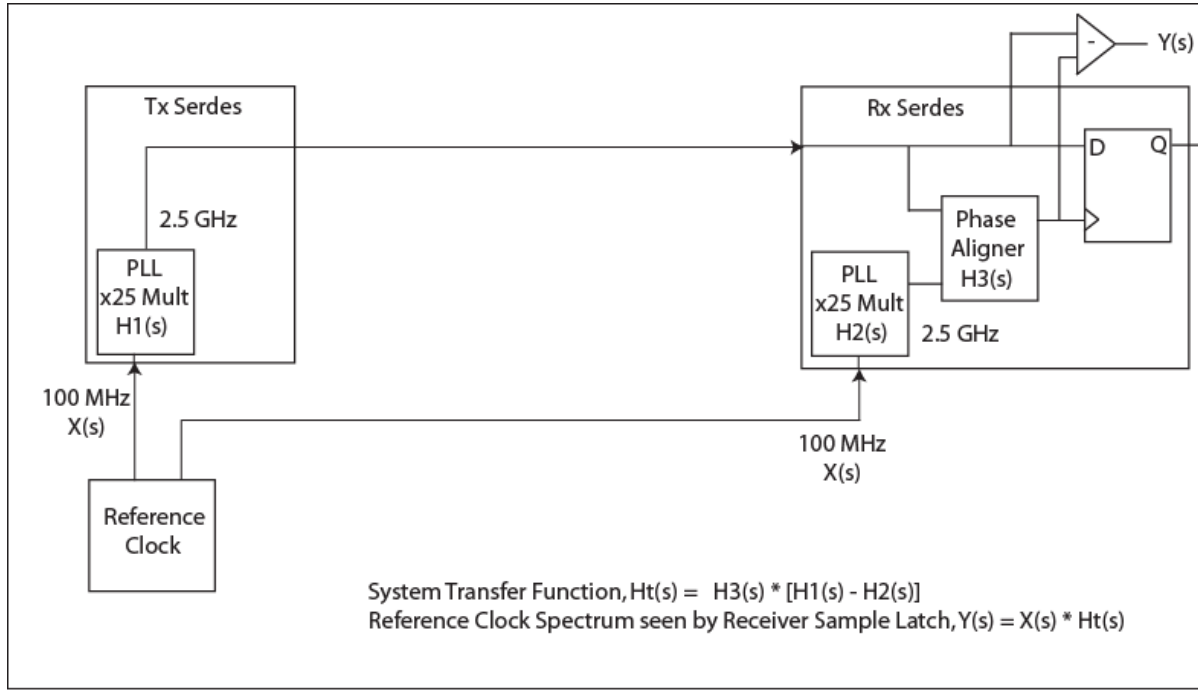 Y(s)
-
Tx Serdes
Rx Serdes
D
Q
2.5 GHz
Phase
Aligner
H3(s)
PLL
x25 Mult
H1(s)
PLL
x25 Mult
H2(s)
2.5 GHz
100 MHz
X(s)
100 MHz
X(s)
Reference
Clock
System Transfer Function, Ht(s) = H3(s) * [H1(s) - H2(s)]
Reference Clock Spectrum seen by Receiver Sample Latch, Y(s) = X(s) * Ht(s)